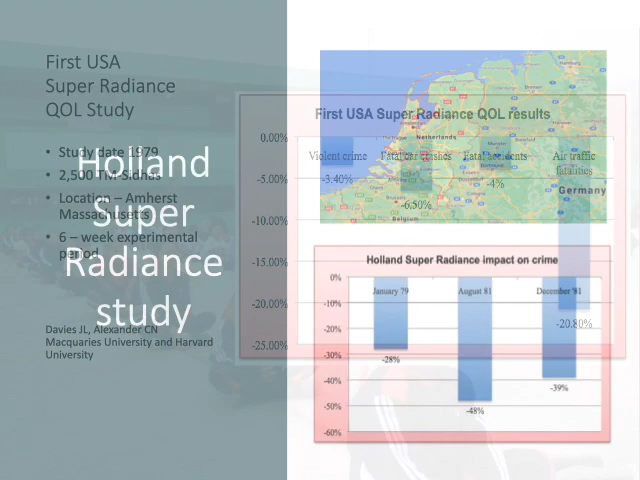 First USA
Super Radiance
QOL Study
• Study date 1979
• 2,500 TM-Sidhas
• Location – Amherst
Massachusetts
• 6 – week experimental
period
Davies JL, Alexander CN
Macquaries University and Harvard
University
Holland
Super
Radiance
study
First USA Super Radiance QOL results
0,00%
-5,00%
-10,00%
-15,00%
-20,00%
-25,00%
Violent crime
-3.40%
Fatal car crashes
-6.50%
Fatal accidents
-4%
Air traffic
fatalities
-20.80%
Netherlands
Germany
Belgium
Hamburg
Holland Super Radiance impact on crime
0%
-10%
-20%
-30%
-40%
-50%
-60%
January 79
-28%
August 81
-48%
December '81
-39%